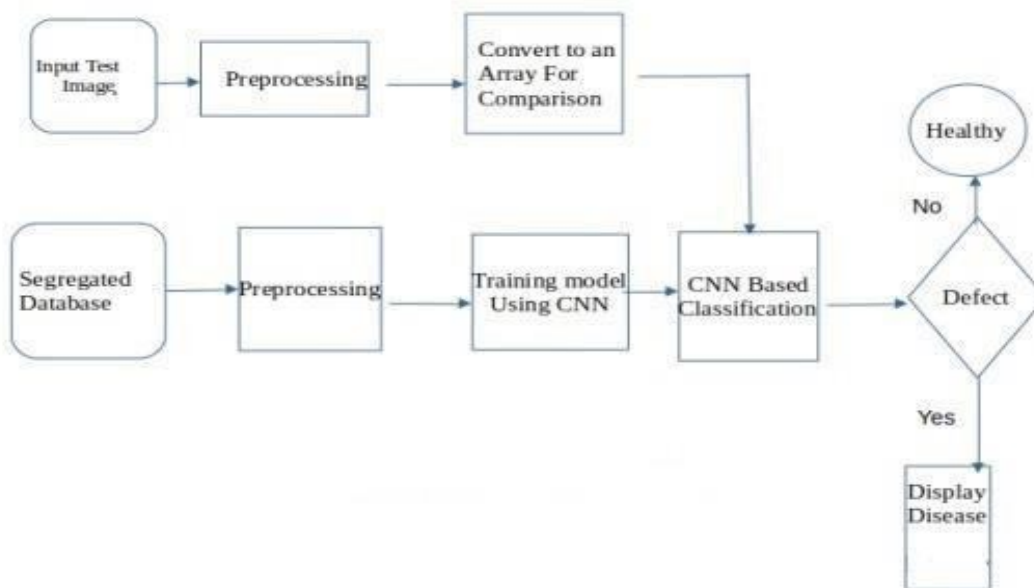 Input Test
Image
Preprocessing
Convert to an
Array For
Comparison
Healthy
No
Segregated
Database
Preprocessing
Training model
Using CNN
CNN Based
Classification
Defect
Yes
Display
Disease